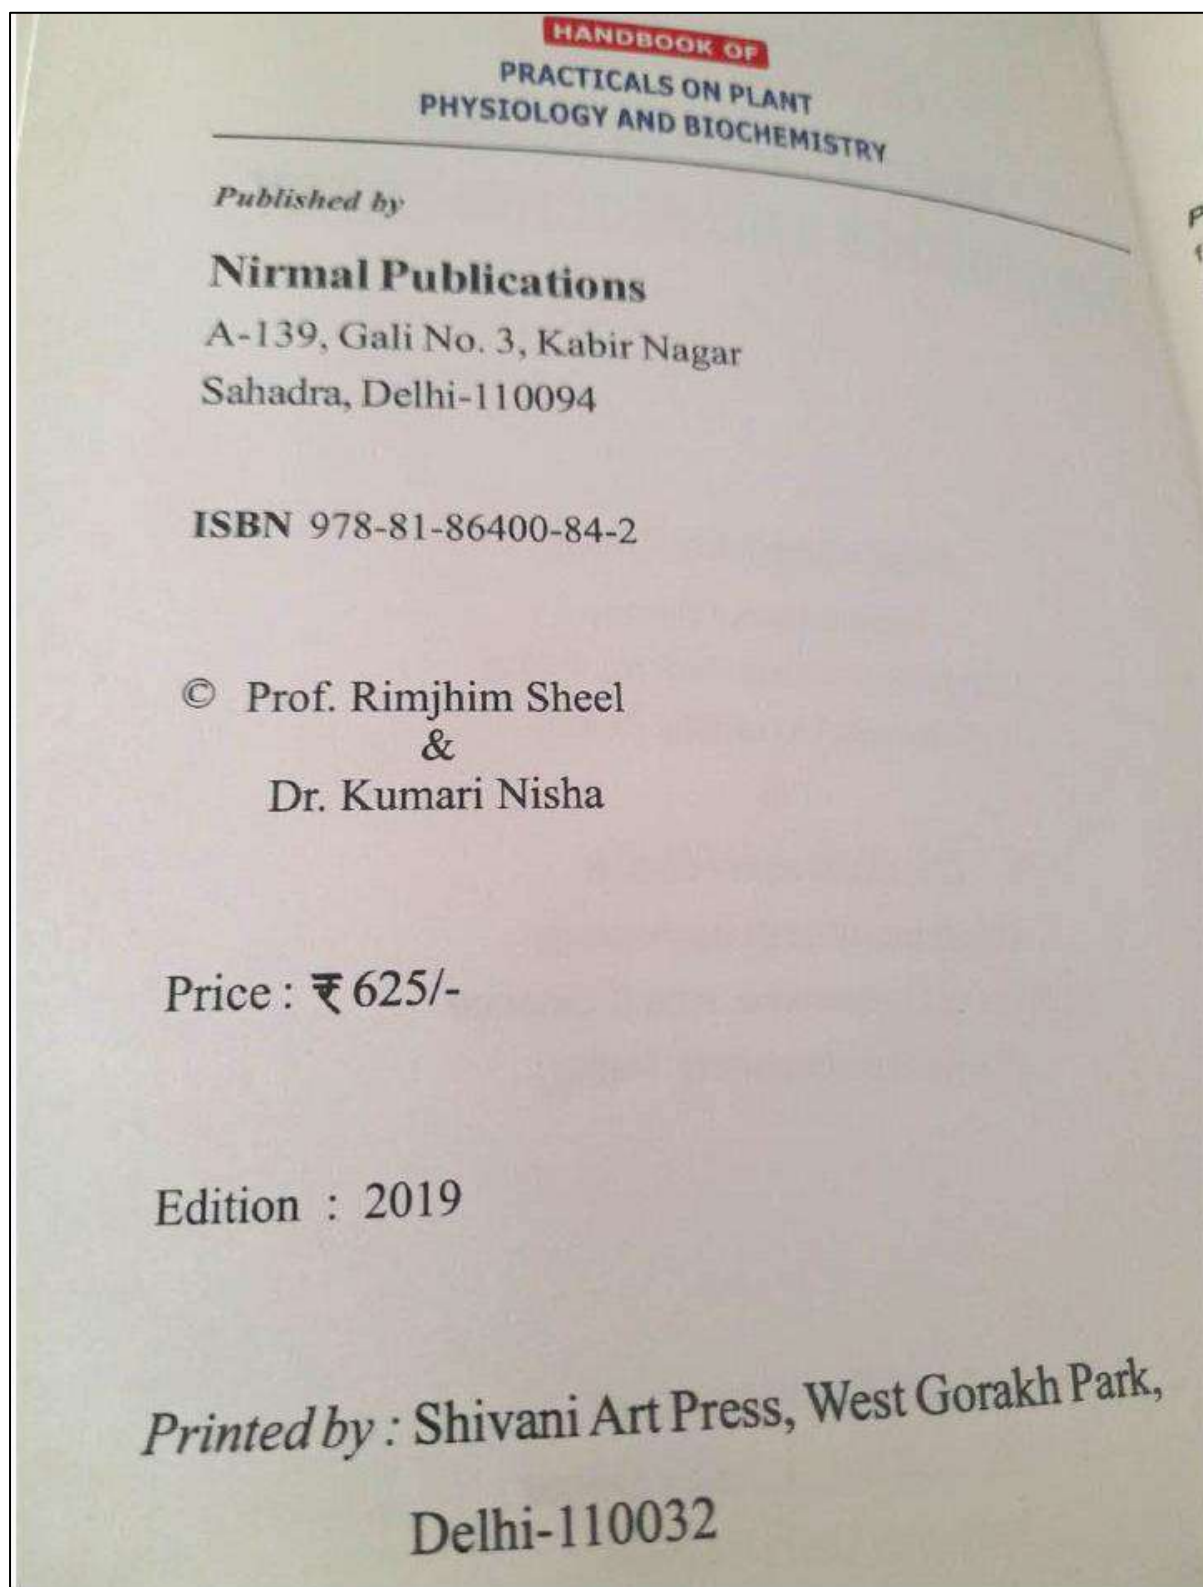 HANDBOOK OF
PRACTICALS ON PLANT
PHYSIOLOGY AND BIOCHEMISTRY
Published by
Nirmal Publications
A-139, Gali No. 3, Kabir Nagar
Sahadra, Delhi-110094
ISBN 978-81-86400-84-2
© Prof. Rimjhim Sheel
&
Dr. Kumari Nisha
Price : ₹ 625/-
Edition : 2019
Printed by : Shivani Art Press, West Gorakh Park,
Delhi-110032